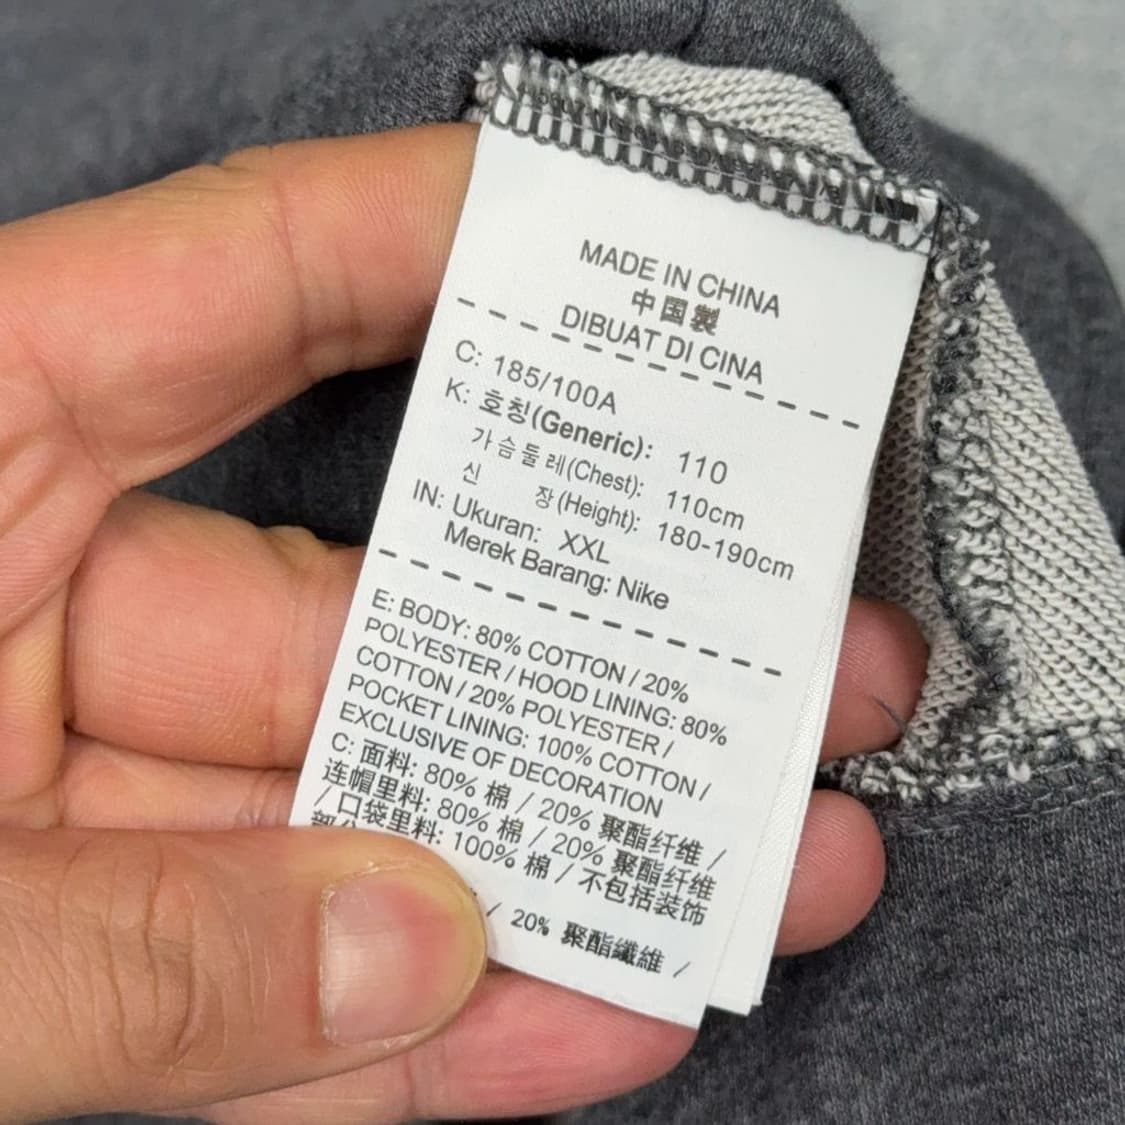 MADE IN CHINA
中国製
DIBUAT DI CINA
C: 185/100A
K: 호칭(Generic): 110
가슴둘레(Chest): 110cm
신 장(Height): 180-190cm
IN: Ukuran: XXL
Merek Barang: Nike
E: BODY: 80% COTTON / 20%
POLYESTER / HOOD LINING: 80%
COTTON / 20% POLYESTER /
POCKET LINING: 100% COTTON /
EXCLUSIVE OF DECORATION
C: 面料: 80% 棉 / 20% 聚酯纤维 /
连帽里料: 80% 棉 / 20% 聚酯纤维
/ 口袋里料: 100% 棉 / 不包括装饰
/ 20% 聚酯纖維 /